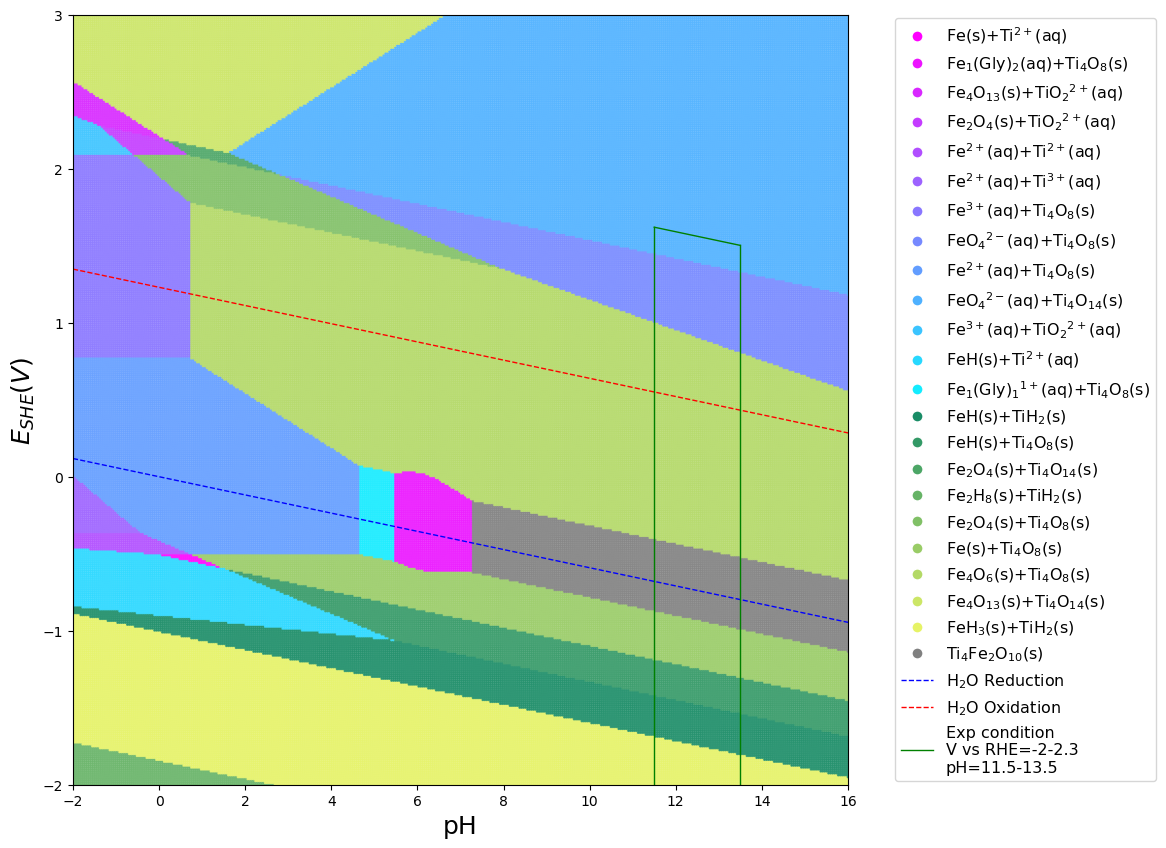 3
2
1
0
−1
−2
E_SHE(V)
−2 0 2 4 6 8 10 12 14 16
pH
Fe(s)+Ti²⁺(aq)
Fe₁(Gly)₂(aq)+Ti₄O₈(s)
Fe₄O₁₃(s)+TiO₂²⁺(aq)
Fe₂O₄(s)+TiO₂²⁺(aq)
Fe²⁺(aq)+Ti²⁺(aq)
Fe²⁺(aq)+Ti³⁺(aq)
Fe³⁺(aq)+Ti₄O₈(s)
FeO₄²⁻(aq)+Ti₄O₈(s)
Fe²⁺(aq)+Ti₄O₈(s)
FeO₄²⁻(aq)+Ti₄O₁₄(s)
Fe³⁺(aq)+TiO₂²⁺(aq)
FeH(s)+Ti²⁺(aq)
Fe₁(Gly)₁¹⁺(aq)+Ti₄O₈(s)
FeH(s)+TiH₂(s)
FeH(s)+Ti₄O₈(s)
Fe₂O₄(s)+Ti₄O₁₄(s)
Fe₂H₈(s)+TiH₂(s)
Fe₂O₄(s)+Ti₄O₈(s)
Fe(s)+Ti₄O₈(s)
Fe₄O₆(s)+Ti₄O₈(s)
Fe₄O₁₃(s)+Ti₄O₁₄(s)
FeH₃(s)+TiH₂(s)
Ti₄Fe₂O₁₀(s)
H₂O Reduction
H₂O Oxidation
Exp condition
V vs RHE=-2-2.3
pH=11.5-13.5